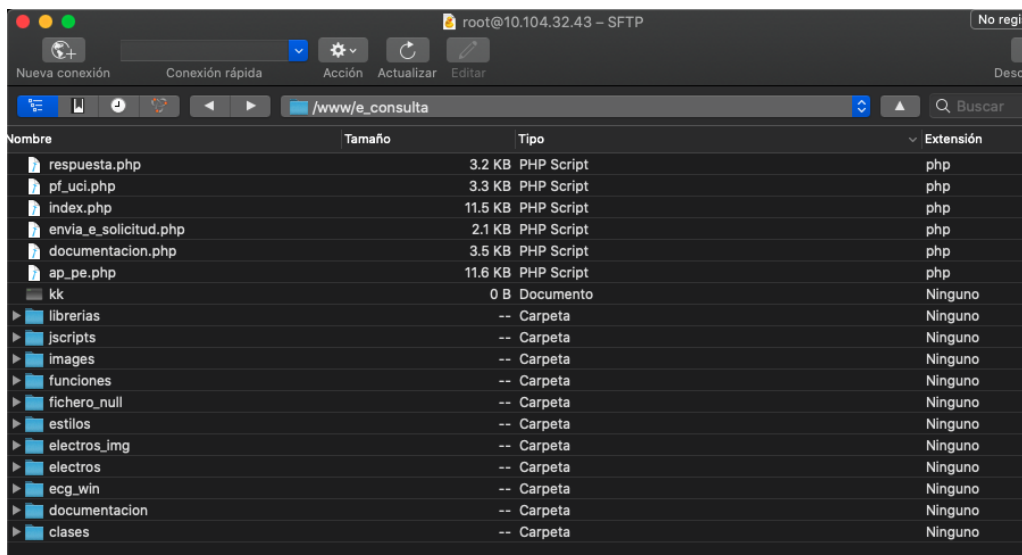 root@10.104.32.43 – SFTP
No regi
Nueva conexión Conexión rápida Acción Actualizar Editar Desc
/www/e_consulta Buscar
Nombre Tamaño Tipo Extensión
respuesta.php 3.2 KB PHP Script php
pf_uci.php 3.3 KB PHP Script php
index.php 11.5 KB PHP Script php
envia_e_solicitud.php 2.1 KB PHP Script php
documentacion.php 3.5 KB PHP Script php
ap_pe.php 11.6 KB PHP Script php
kk 0 B Documento Ninguno
librerias -- Carpeta Ninguno
jscripts -- Carpeta Ninguno
images -- Carpeta Ninguno
funciones -- Carpeta Ninguno
fichero_null -- Carpeta Ninguno
estilos -- Carpeta Ninguno
electros_img -- Carpeta Ninguno
electros -- Carpeta Ninguno
ecg_win -- Carpeta Ninguno
documentacion -- Carpeta Ninguno
clases -- Carpeta Ninguno